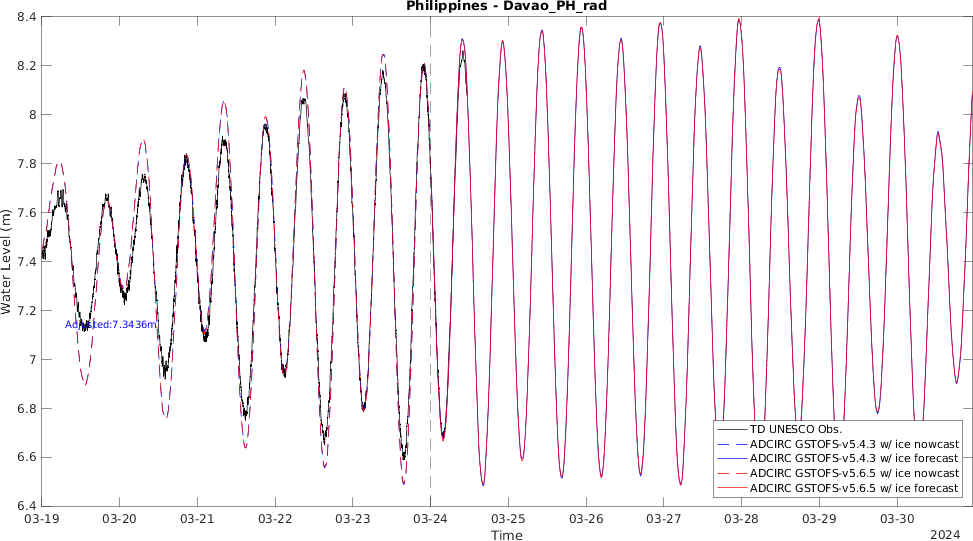 Philippines - Davao_PH_rad
8.4
8.2
8
7.8
7.6
7.4
7.2
7
6.8
6.6
6.4
Water Level (m)
Adjusted:7.3436m
TD UNESCO Obs.
ADCIRC GSTOFS-v5.4.3 w/ ice nowcast
ADCIRC GSTOFS-v5.4.3 w/ ice forecast
ADCIRC GSTOFS-v5.6.5 w/ ice nowcast
ADCIRC GSTOFS-v5.6.5 w/ ice forecast
03-19 03-20 03-21 03-22 03-23 03-24 03-25 03-26 03-27 03-28 03-29 03-30
Time
2024